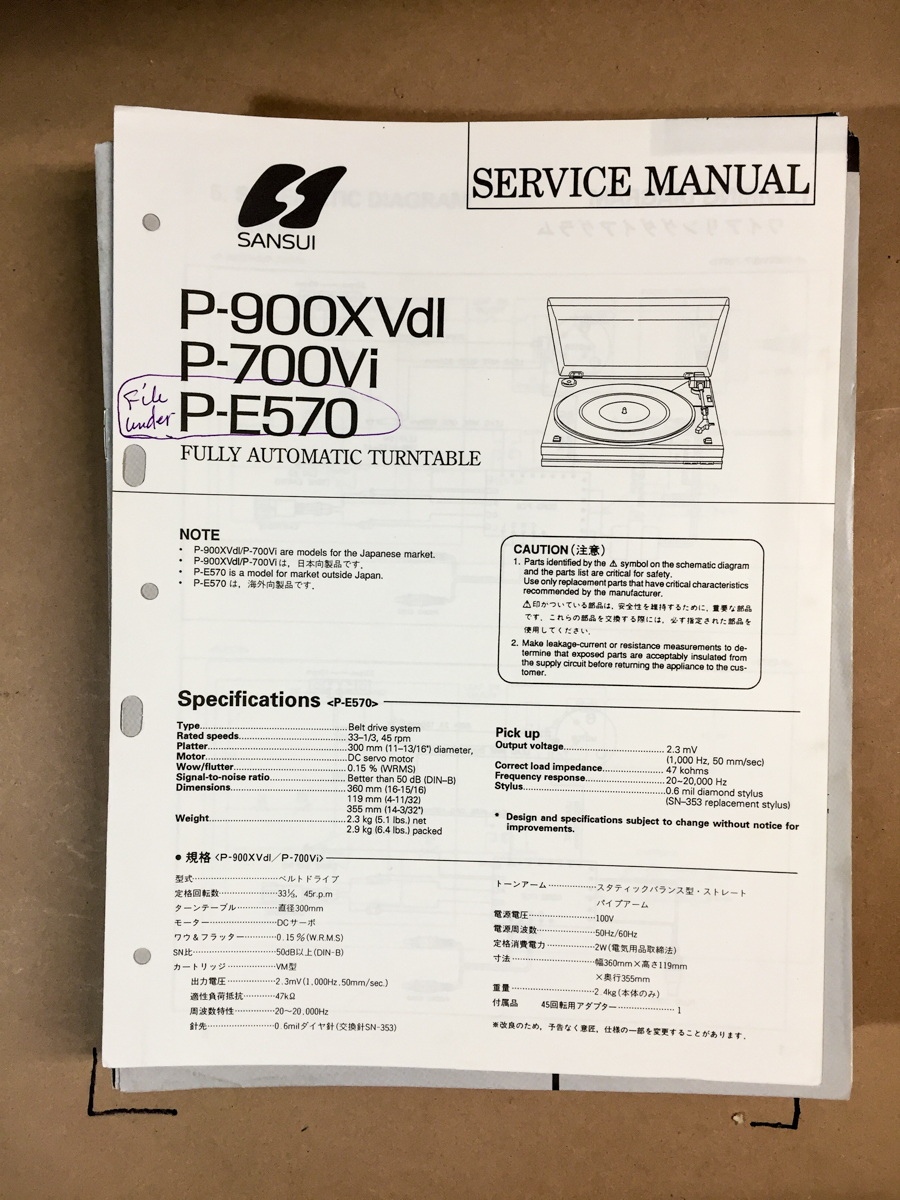 SERVICE MANUAL
SANSUI
P-900XVdI
P-700Vi
File under P-E570
FULLY AUTOMATIC TURNTABLE
NOTE
• P-900XVdI/P-700Vi are models for the Japanese market.
• P-900XVdI/P-700Viは，日本向製品です．
• P-E570 is a model for market outside Japan.
• P-E570 は，海外向製品です．
CAUTION（注意）
1. Parts identified by the ⚠ symbol on the schematic diagram
and the parts list are critical for safety.
Use only replacement parts that have critical characteristics
recommended by the manufacturer.
⚠印かついている部品は，安全性を維持するために，重要な部品
です．これらの部品を交換する際には，必ず指定された部品を
使用してください．
2. Make leakage-current or resistance measurements to de-
termine that exposed parts are acceptably insulated from
the supply circuit before returning the appliance to the cus-
tomer.
Specifications <P-E570>
Type..........Belt drive system
Rated speeds..........33–1/3, 45 rpm
Platter..........300 mm (11–13/16") diameter,
Motor..........DC servo motor
Wow/flutter..........0.15 % (WRMS)
Signal-to-noise ratio..........Better than 50 dB (DIN–B)
Dimensions..........360 mm (16-15/16)
119 mm (4-11/32)
355 mm (14-3/32")
Weight..........2.3 kg (5.1 lbs.) net
2.9 kg (6.4 lbs.) packed
Pick up
Output voltage..........2.3 mV
(1,000 Hz, 50 mm/sec)
Correct load impedance..........47 kohms
Frequency response..........20~20,000 Hz
Stylus..........0.6 mil diamond stylus
(SN–353 replacement stylus)
* Design and specifications subject to change without notice for
improvements.
● 規格 <P-900XVdI／P-700Vi>
型式··········ベルトドライブ
定格回転数··········33⅓, 45r.p.m
ターンテーブル··········直径300mm
モーター··········DCサーボ
ワウ＆フラッター··········0.15％(W.R.M.S)
SN比··········50dB以上(DIN-B)
カートリッジ··········VM型
出力電圧··········2.3mV(1,000Hz.50mm/sec.)
適性負荷抵抗··········47kΩ
周波数特性··········20～20,000Hz
針先··········0.6milダイヤ針(交換針SN-353)
トーンアーム··········スタティックバランス型・ストレート
パイプアーム
電源電圧··········100V
電源周波数··········50Hz/60Hz
定格消費電力··········2W(電気用品取締法)
寸法··········幅360mm×高さ119mm
×奥行355mm
重量··········2.4kg(本体のみ)
付属品 45回転用アダプター··········1
※改良のため，予告なく意匠，仕様の一部を変更することがあります．